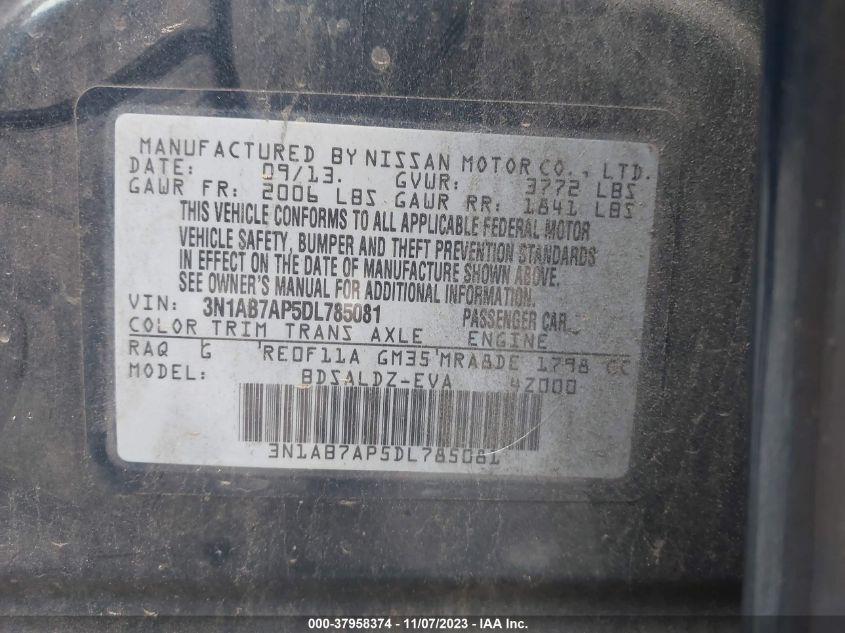 MANUFACTURED BY NISSAN MOTOR CO., LTD.
DATE: 09/13. GVWR: 3772 LBS
GAWR FR: 2006 LBS GAWR RR: 1841 LBS
THIS VEHICLE CONFORMS TO ALL APPLICABLE FEDERAL MOTOR
VEHICLE SAFETY, BUMPER AND THEFT PREVENTION STANDARDS
IN EFFECT ON THE DATE OF MANUFACTURE SHOWN ABOVE.
SEE OWNER'S MANUAL FOR ADDITIONAL INFORMATION.
VIN: 3N1AB7AP5DL785081 PASSENGER CAR
COLOR TRIM TRANS AXLE ENGINE
RAQ G RE0F11A GM35 MRA8DE 1798 CC
MODEL: BDSALDZ-EVA 4Z000
3N1AB7AP5DL785081
000-37958374 - 11/07/2023 - IAA Inc.